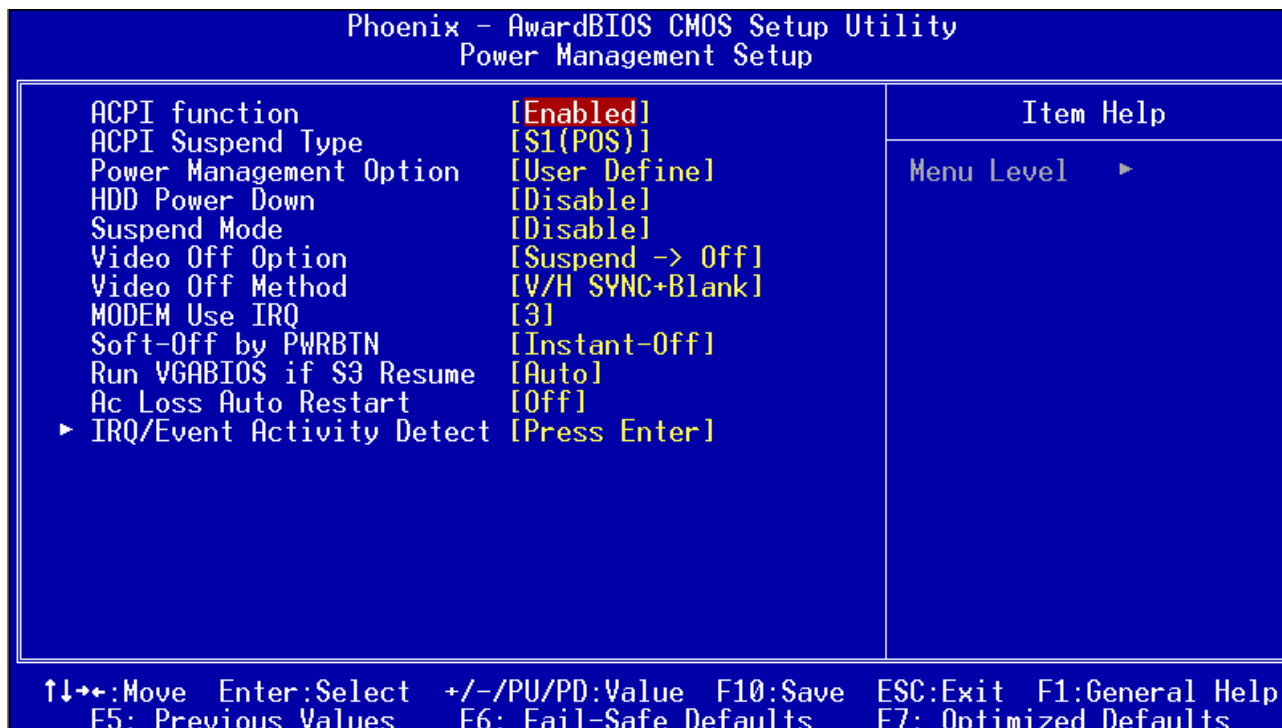 Phoenix - AwardBIOS CMOS Setup Utility
Power Management Setup
ACPI function [Enabled]
ACPI Suspend Type [S1(POS)]
Power Management Option [User Define]
HDD Power Down [Disable]
Suspend Mode [Disable]
Video Off Option [Suspend -> Off]
Video Off Method [V/H SYNC+Blank]
MODEM Use IRQ [3]
Soft-Off by PWRBTN [Instant-Off]
Run VGABIOS if S3 Resume [Auto]
Ac Loss Auto Restart [Off]
► IRQ/Event Activity Detect [Press Enter]
Item Help
Menu Level ►
↑↓→←:Move Enter:Select +/-/PU/PD:Value F10:Save ESC:Exit F1:General Help
F5: Previous Values F6: Fail-Safe Defaults F7: Optimized Defaults